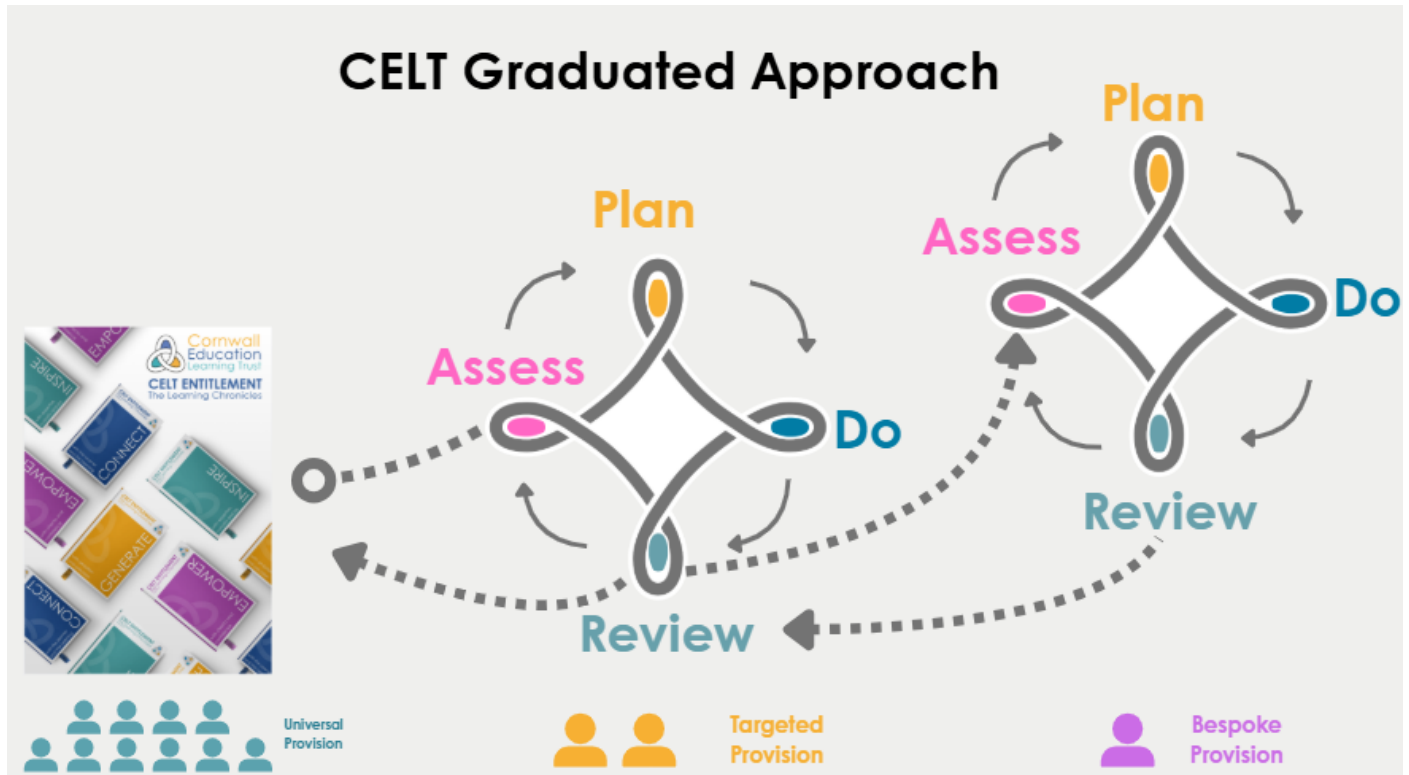 CELT Graduated Approach
Plan
Assess
Do
Review
Plan
Assess
Do
Review
Cornwall
Education
Learning Trust
CELT ENTITLEMENT
The Learning Chronicles
EMPO
INSPIRE
CONNECT
INSPIRE
EMPOWER
GENERATE
EMPOWER
CONNECT
Universal
Provision
Targeted
Provision
Bespoke
Provision